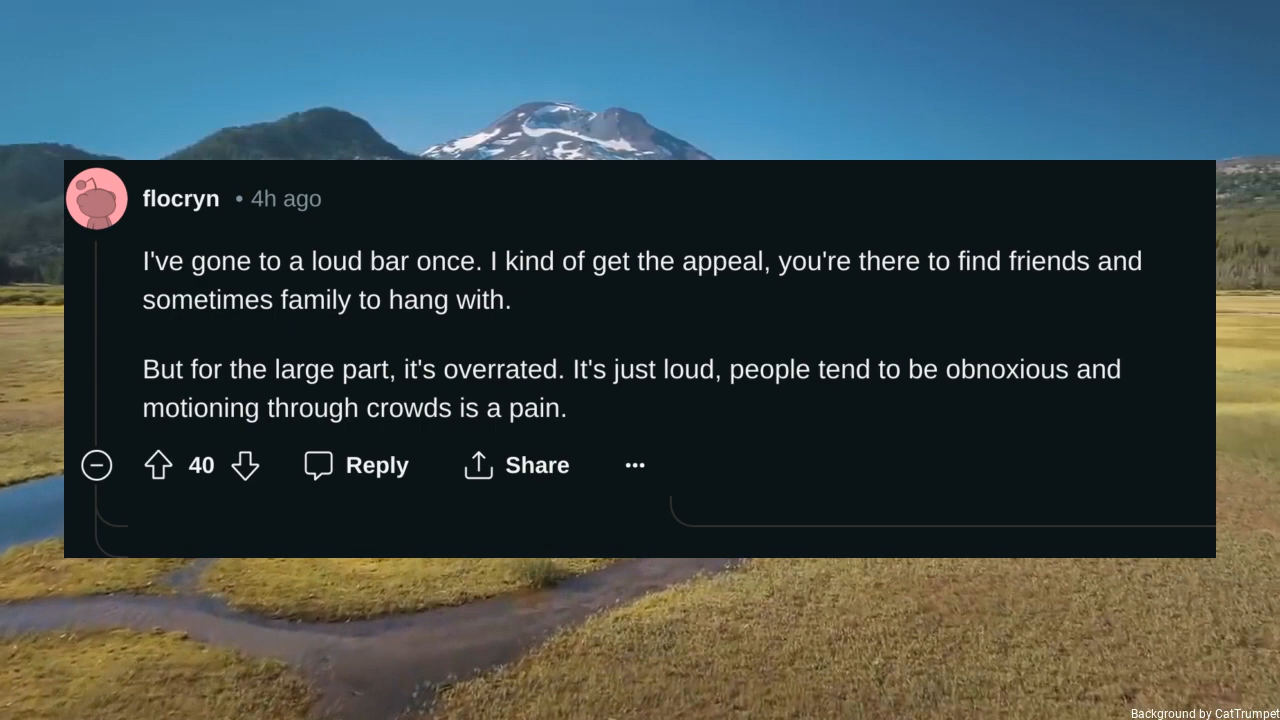 flocryn • 4h ago
I've gone to a loud bar once. I kind of get the appeal, you're there to find friends and
sometimes family to hang with.
But for the large part, it's overrated. It's just loud, people tend to be obnoxious and
motioning through crowds is a pain.
40 Reply Share
Background by CatTrumpet